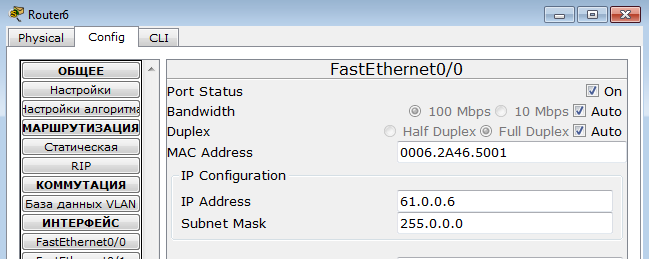 Router6
Physical Config CLI
ОБЩЕЕ
Настройки
Настройки алгоритма
МАРШРУТИЗАЦИЯ
Статическая
RIP
КОММУТАЦИЯ
База данных VLAN
ИНТЕРФЕЙС
FastEthernet0/0
FastEthernet0/1
FastEthernet0/0
Port Status On
Bandwidth 100 Mbps 10 Mbps Auto
Duplex Half Duplex Full Duplex Auto
MAC Address 0006.2A46.5001
IP Configuration
IP Address 61.0.0.6
Subnet Mask 255.0.0.0